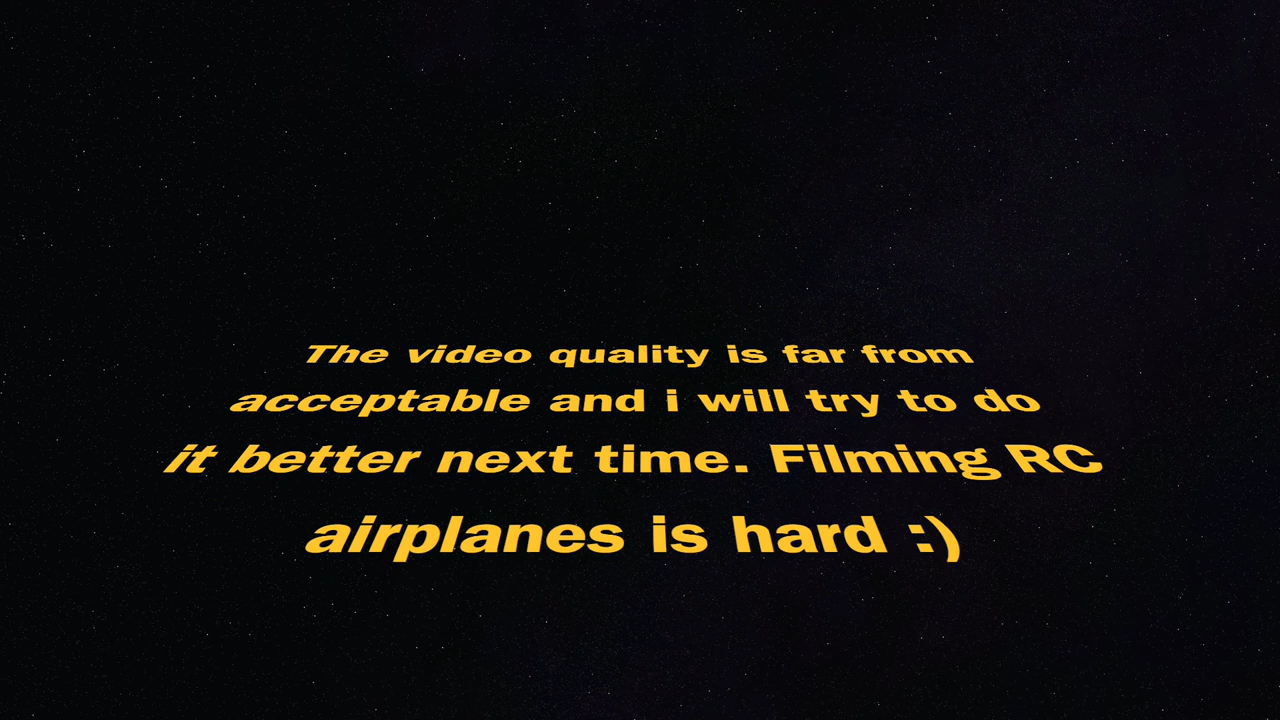 The video quality is far from
acceptable and i will try to do
it better next time. Filming RC
airplanes is hard :)